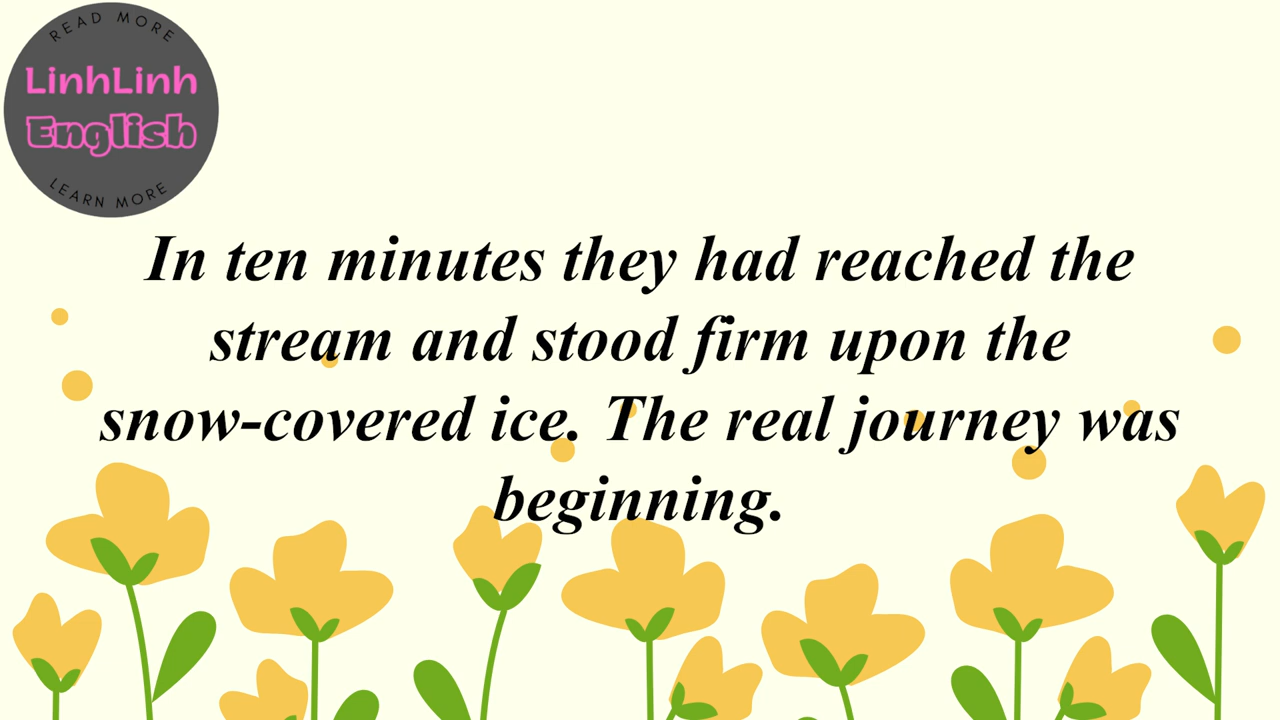 READ MORE
LinhLinh
English
LEARN MORE
In ten minutes they had reached the
stream and stood firm upon the
snow-covered ice. The real journey was
beginning.